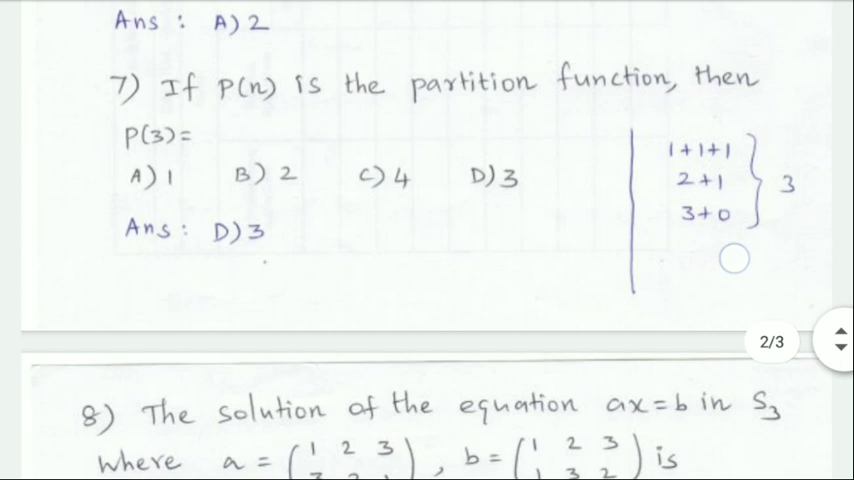 Ans : A) 2
7) If P(n) is the partition function, then
P(3)=
A) 1 B) 2 C) 4 D) 3
Ans: D) 3
1+1+1
2+1
3+0
3
2/3
8) The solution of the equation ax=b in S3
where a = ( 1 2 3 ) , b = ( 1 2 3 ) is
1 3 2